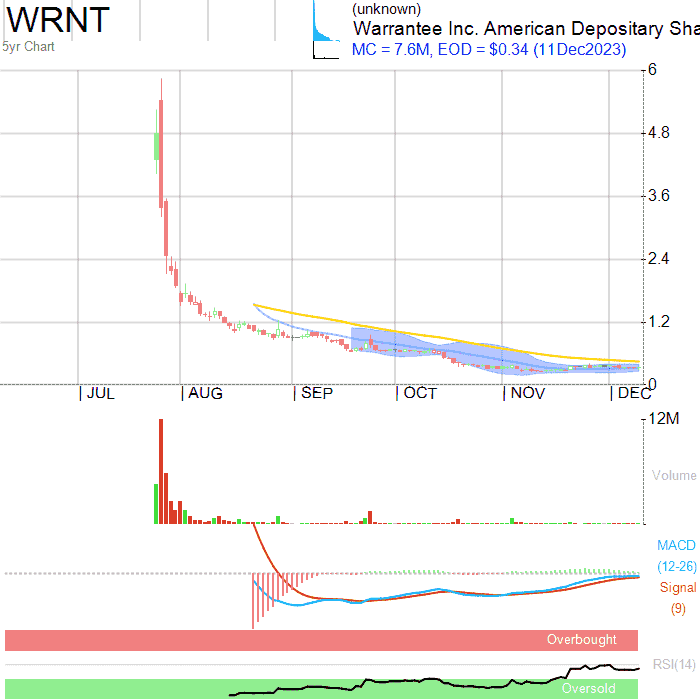 WRNT
5yr Chart
(unknown)
Warrantee Inc. American Depositary Sha
MC = 7.6M, EOD = $0.34 (11Dec2023)
6
4.8
3.6
2.4
1.2
0
JUL
AUG
SEP
OCT
NOV
DEC
12M
Volume
MACD
(12-26)
Signal
(9)
Overbought
RSI(14)
Oversold